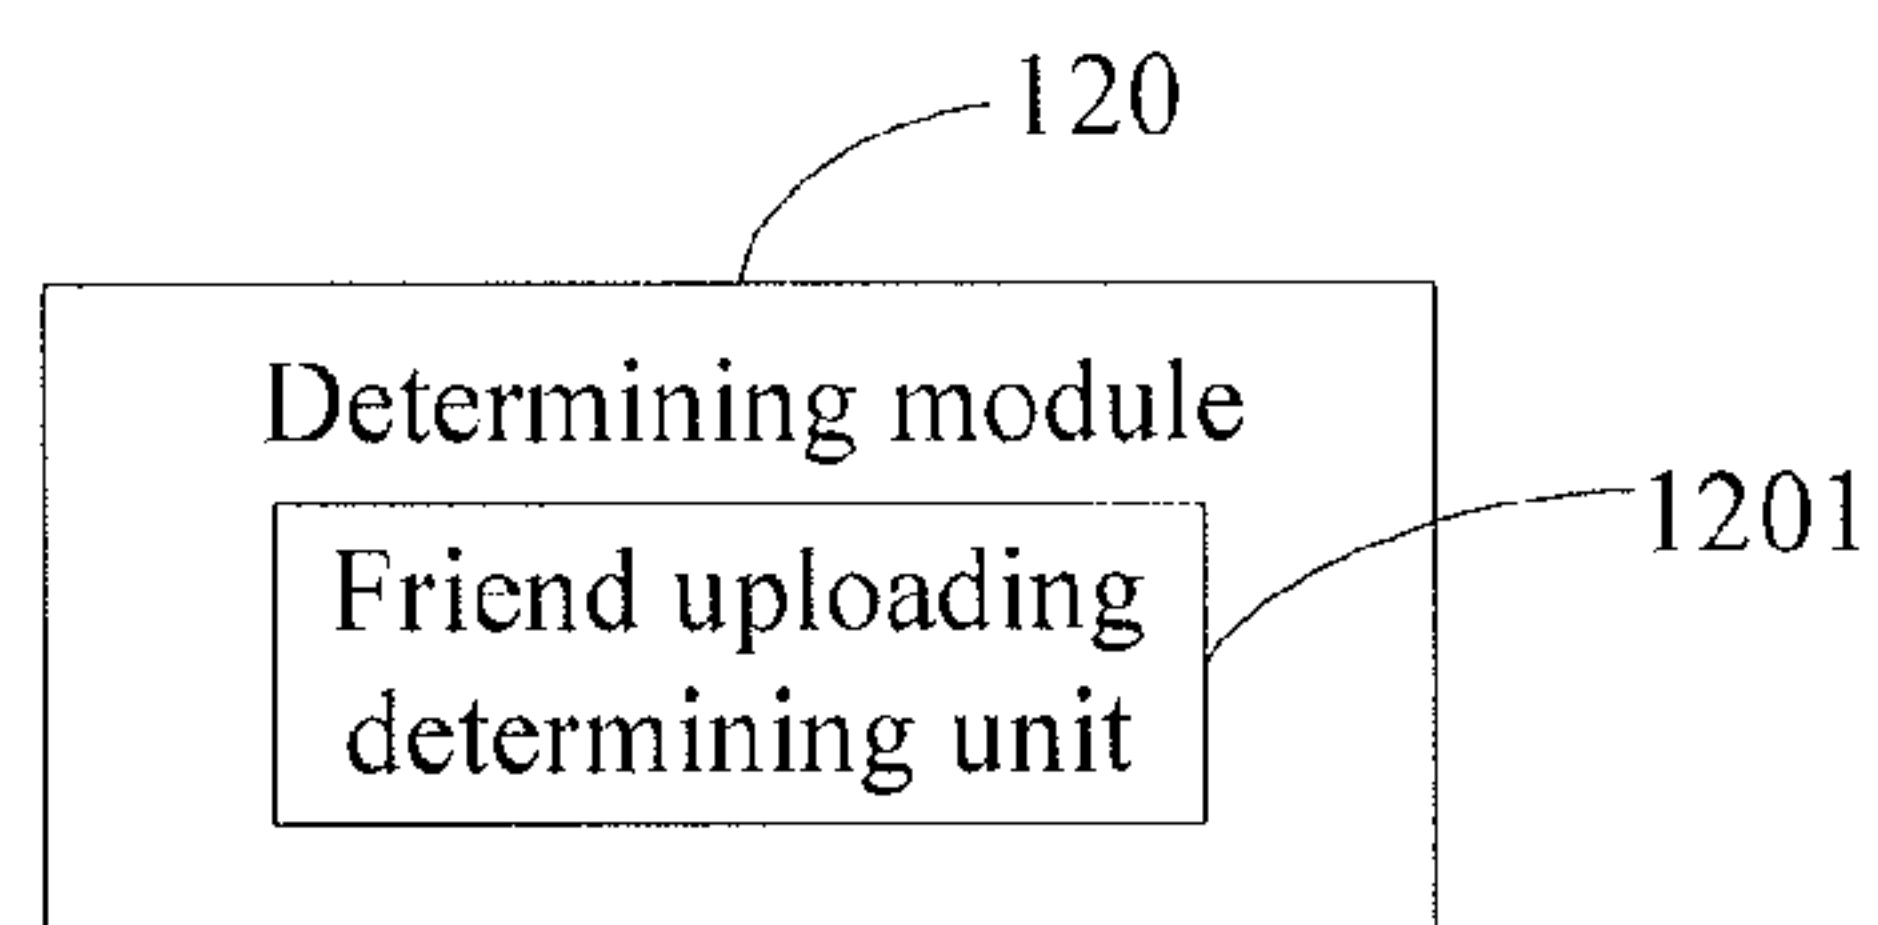 120
Determining module
1201
Friend uploading
determining unit